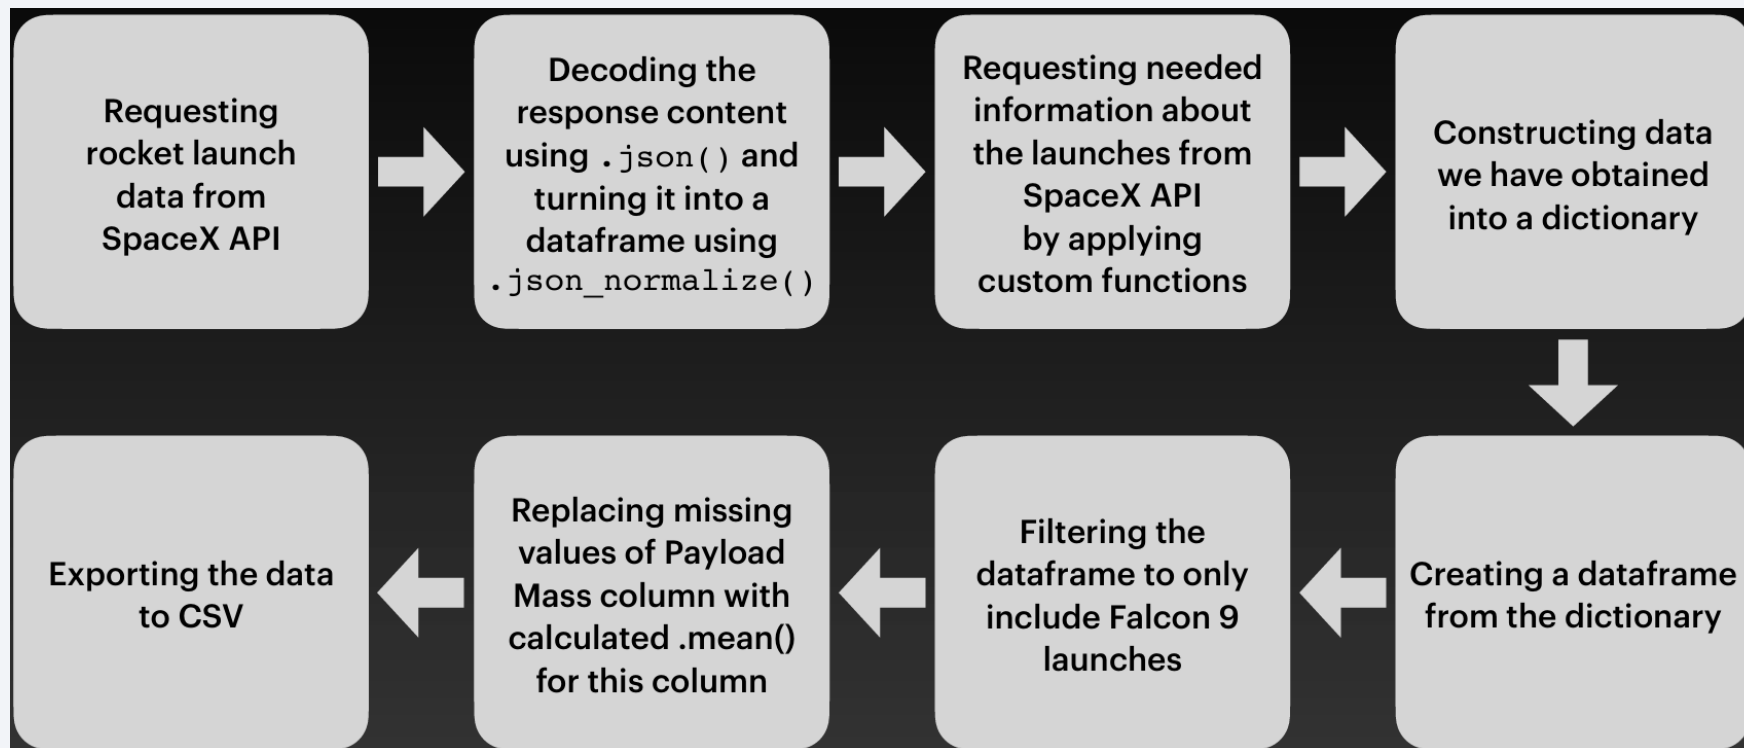 Requesting
rocket launch
data from
SpaceX API
Decoding the
response content
using .json() and
turning it into a
dataframe using
.json_normalize()
Requesting needed
information about
the launches from
SpaceX API
by applying
custom functions
Constructing data
we have obtained
into a dictionary
Creating a dataframe
from the dictionary
Filtering the
dataframe to only
include Falcon 9
launches
Replacing missing
values of Payload
Mass column with
calculated .mean()
for this column
Exporting the data
to CSV